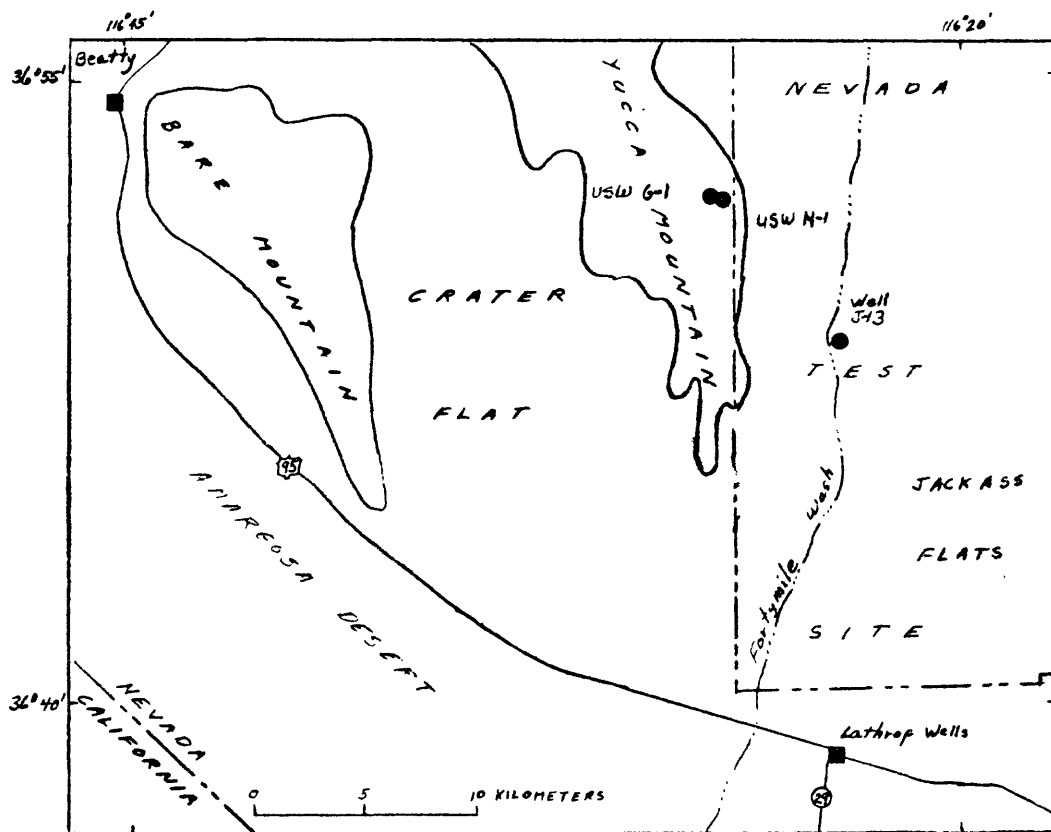 116°45'
116°20'
36°55'
Beatty
NEVADA
YUCCA MOUNTAIN
BARE MOUNTAIN
USW G-1
USW H-1
CRATER
FLAT
Well
J-13
TEST
95
JACKASS
FLATS
AMARGOSA DESERT
Fortymile Wash
SITE
36°40'
NEVADA
CALIFORNIA
Lathrop Wells
0 5 10 KILOMETERS
29